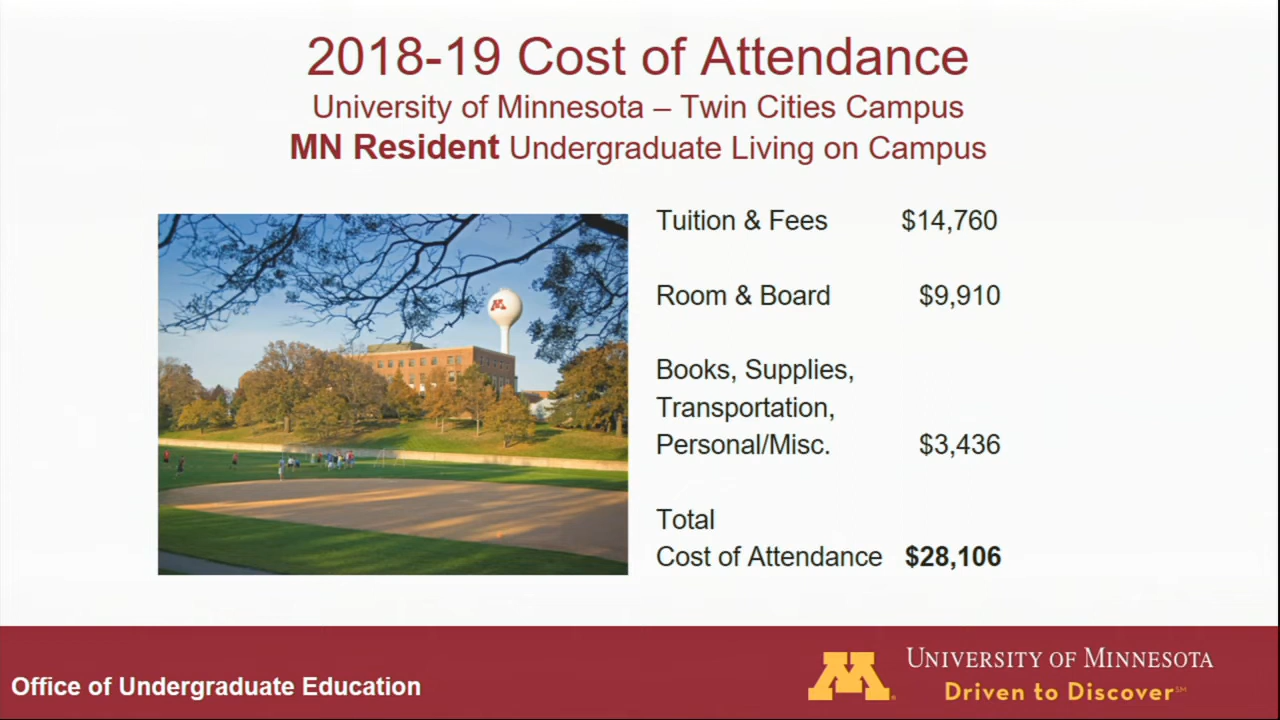 2018-19 Cost of Attendance
University of Minnesota – Twin Cities Campus
MN Resident Undergraduate Living on Campus
Tuition & Fees $14,760
Room & Board $9,910
Books, Supplies,
Transportation,
Personal/Misc. $3,436
Total
Cost of Attendance $28,106
M
Office of Undergraduate Education
M
UNIVERSITY OF MINNESOTA
Driven to Discover℠